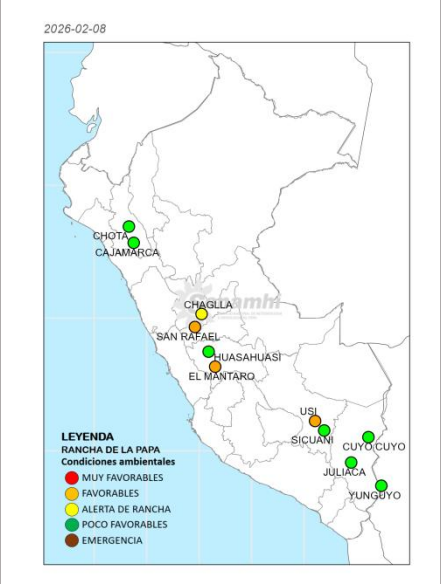 2026-02-08
CHOTA
CAJAMARCA
CHAGLLA
senamhi
SAN RAFAEL
HUASAHUASI
EL MANTARO
USI
SICUANI
CUYO CUYO
JULIACA
YUNGUYO
LEYENDA
RANCHA DE LA PAPA
Condiciones ambientales
MUY FAVORABLES
FAVORABLES
ALERTA DE RANCHA
POCO FAVORABLES
EMERGENCIA